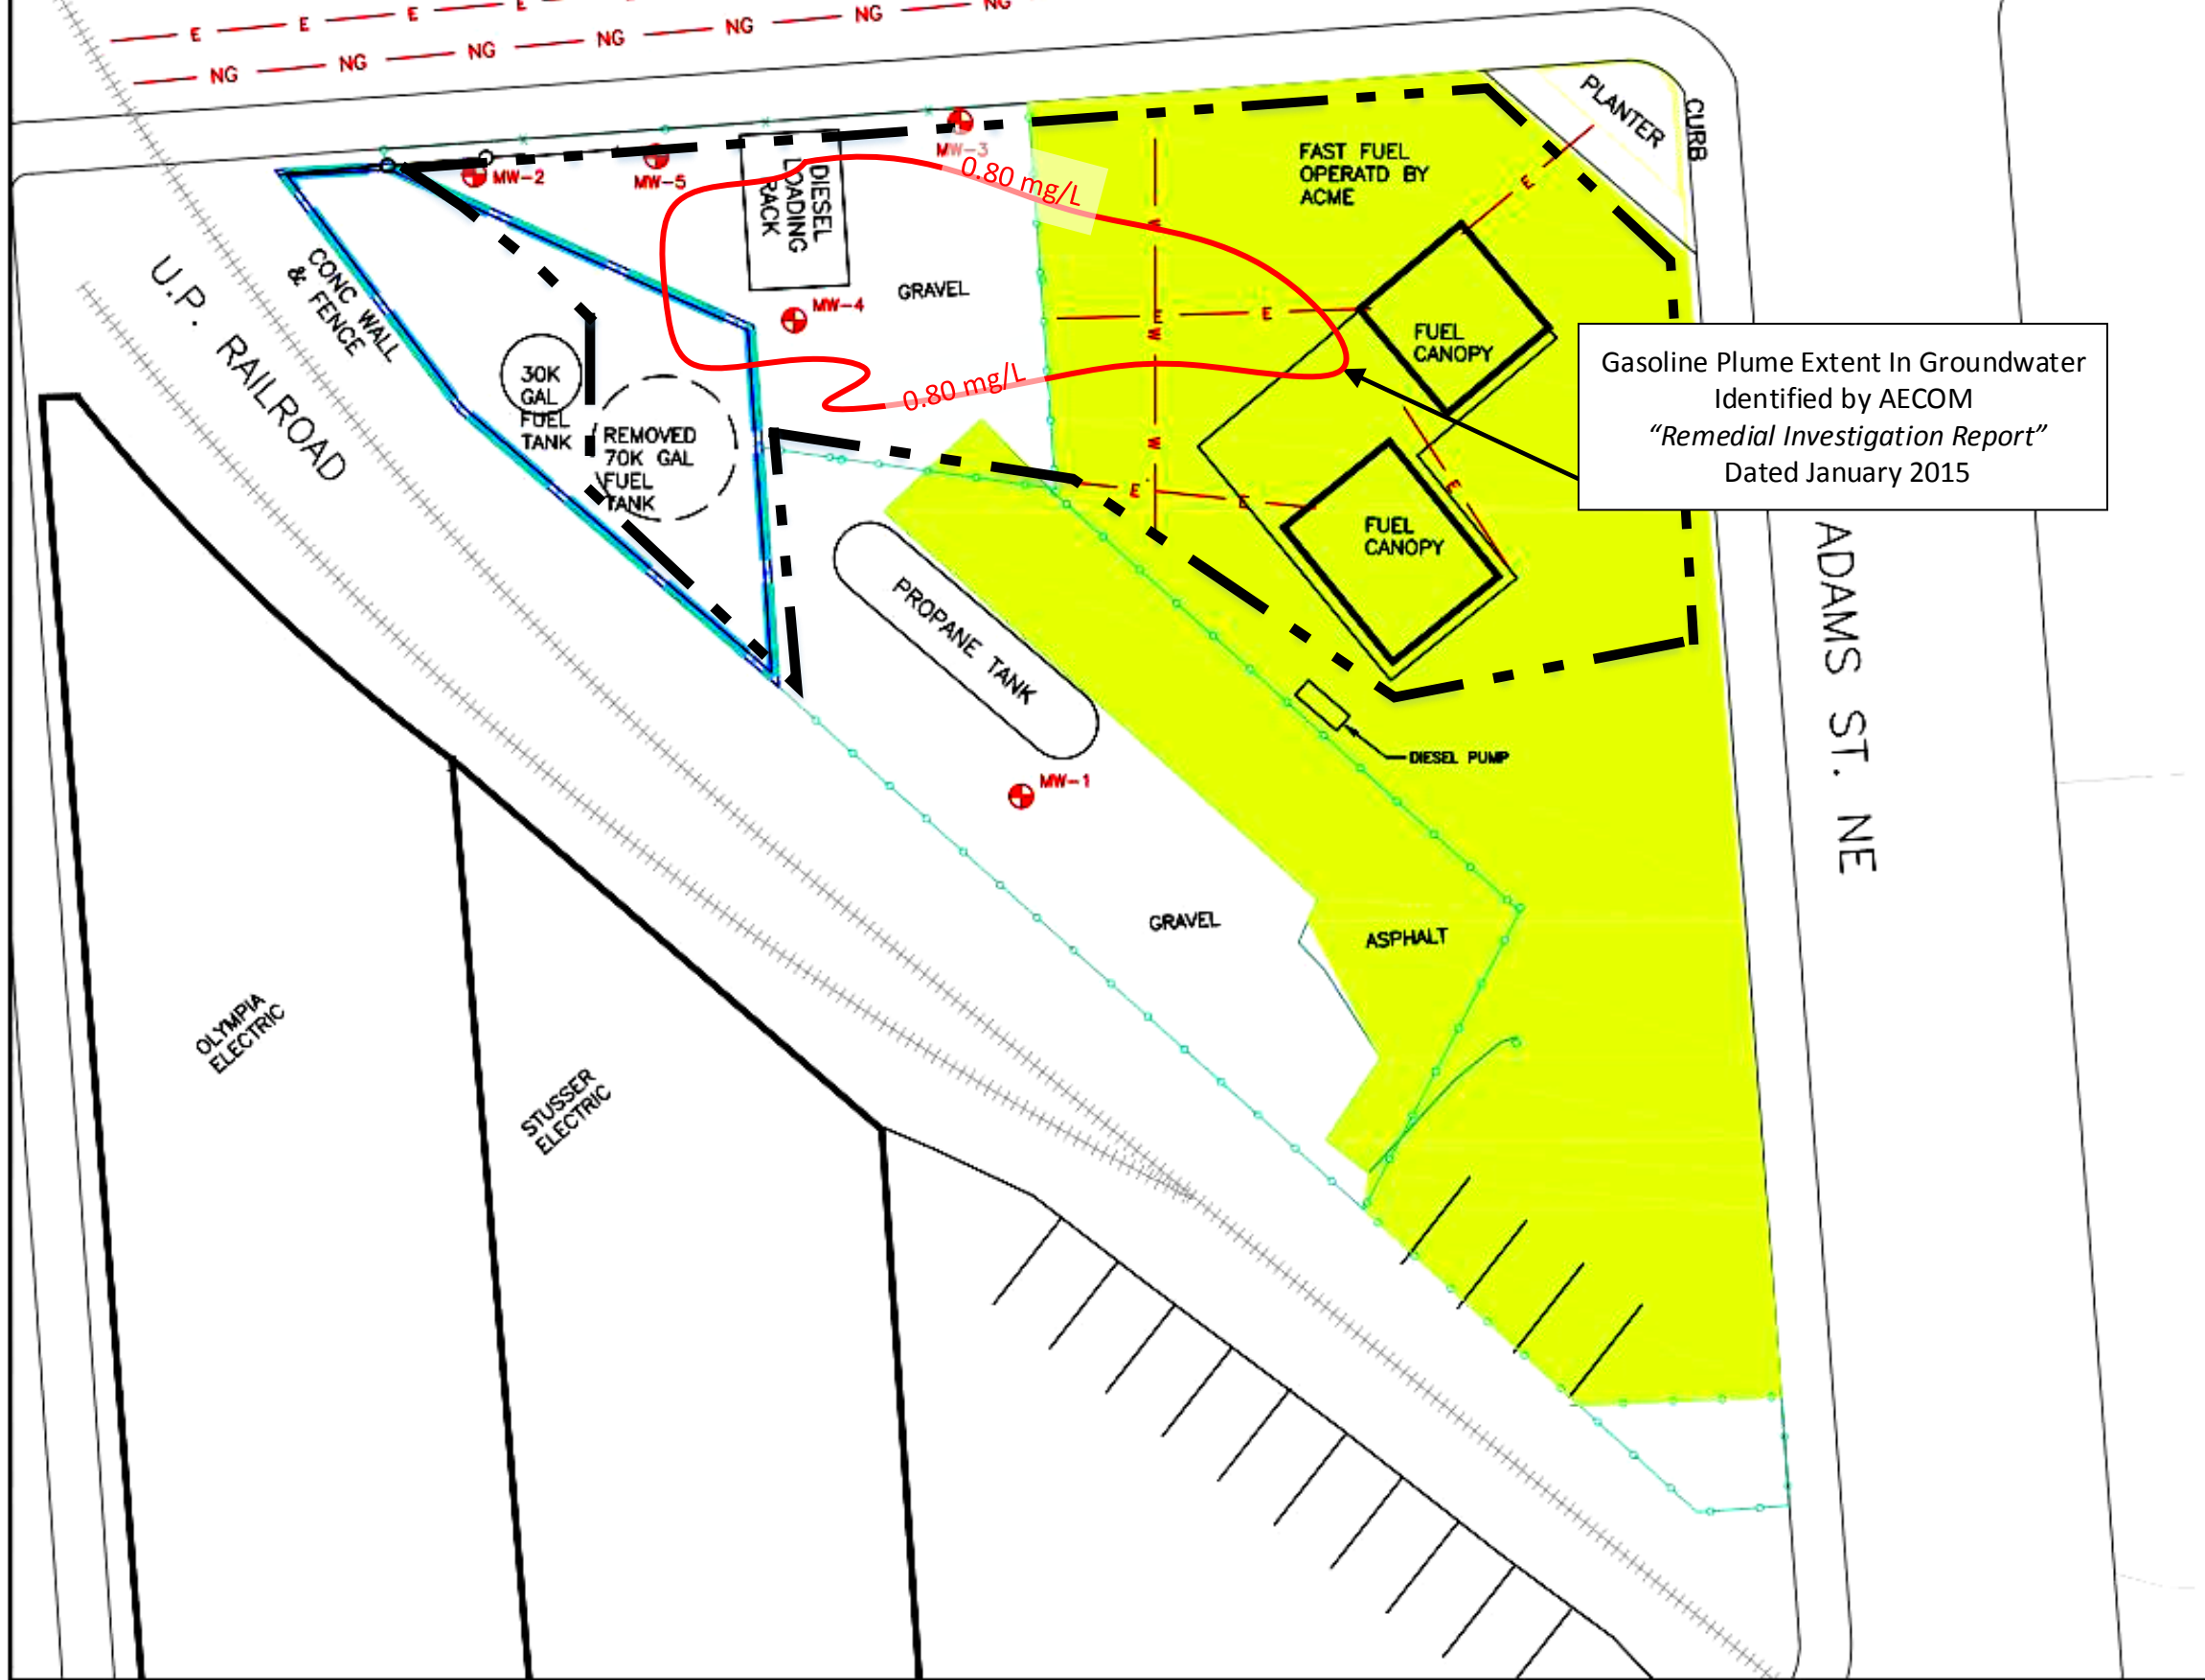 E E E E
NG NG NG NG NG NG NG
PLANTER
CURB
MW-2
MW-5
MW-3
DIESEL
LOADING
RACK
0.80 mg/L
FAST FUEL
OPERATD BY
ACME
E
W
CONC WALL
& FENCE
U.P. RAILROAD
MW-4
GRAVEL
E
W
E
FUEL
CANOPY
30K
GAL
FUEL
TANK
REMOVED
70K GAL
FUEL
TANK
0.80 mg/L
W
E
E
E
Gasoline Plume Extent In Groundwater
Identified by AECOM
“Remedial Investigation Report”
Dated January 2015
FUEL
CANOPY
PROPANE TANK
ADAMS ST. NE
DIESEL PUMP
MW-1
GRAVEL
ASPHALT
OLYMPIA
ELECTRIC
STUSSER
ELECTRIC